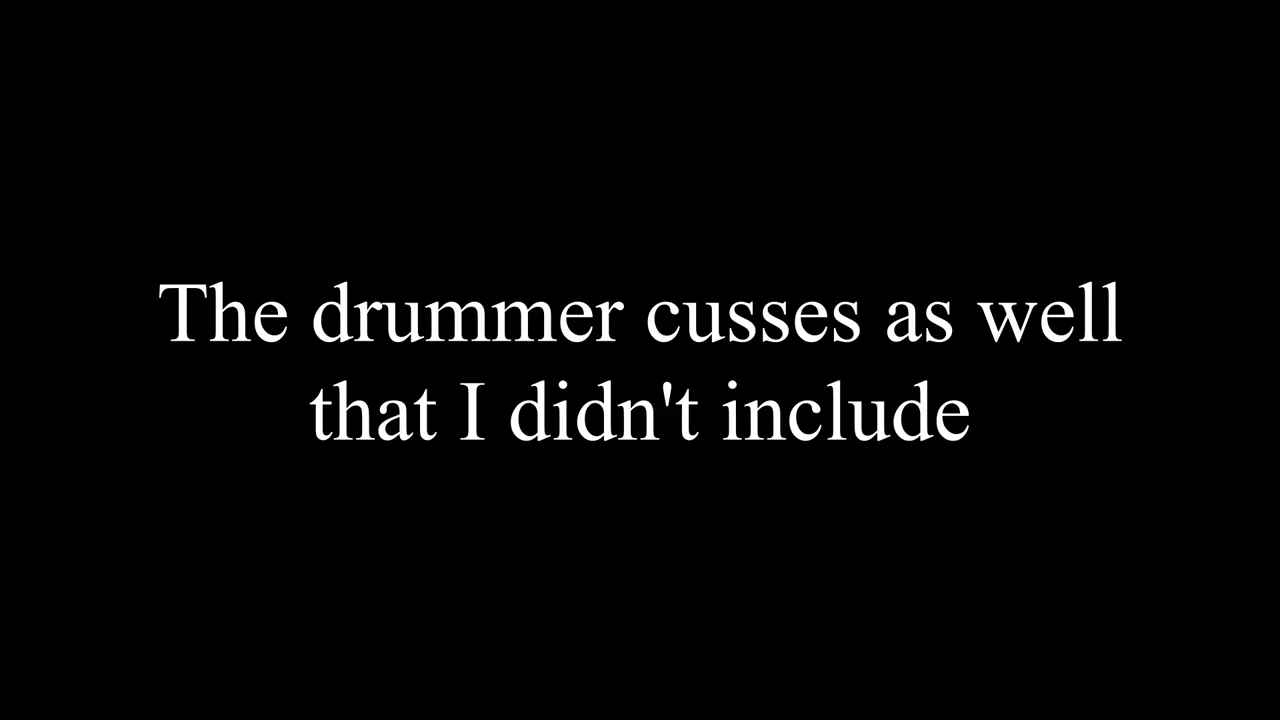 The drummer cusses as well
that I didn't include